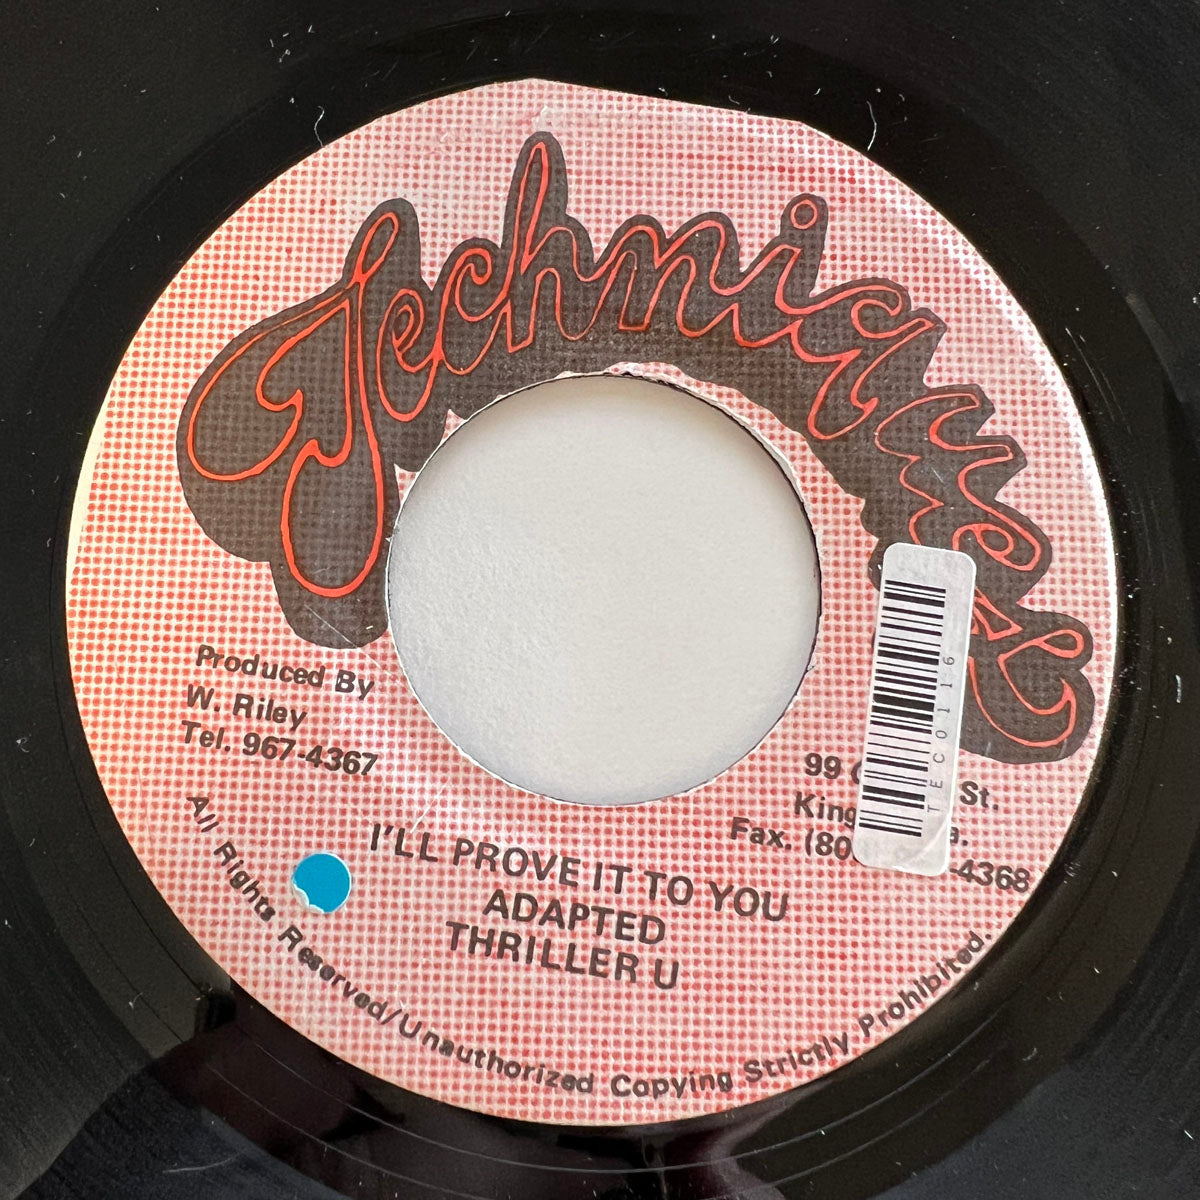 Techniques
Produced By
W. Riley
Tel. 967-4367
99 St.
Fax.
-4368
TEC0116
I'LL PROVE IT TO YOU
ADAPTED
THRILLER U
All Rights Reserved/Unauthorized Copying Strictly Prohibited.